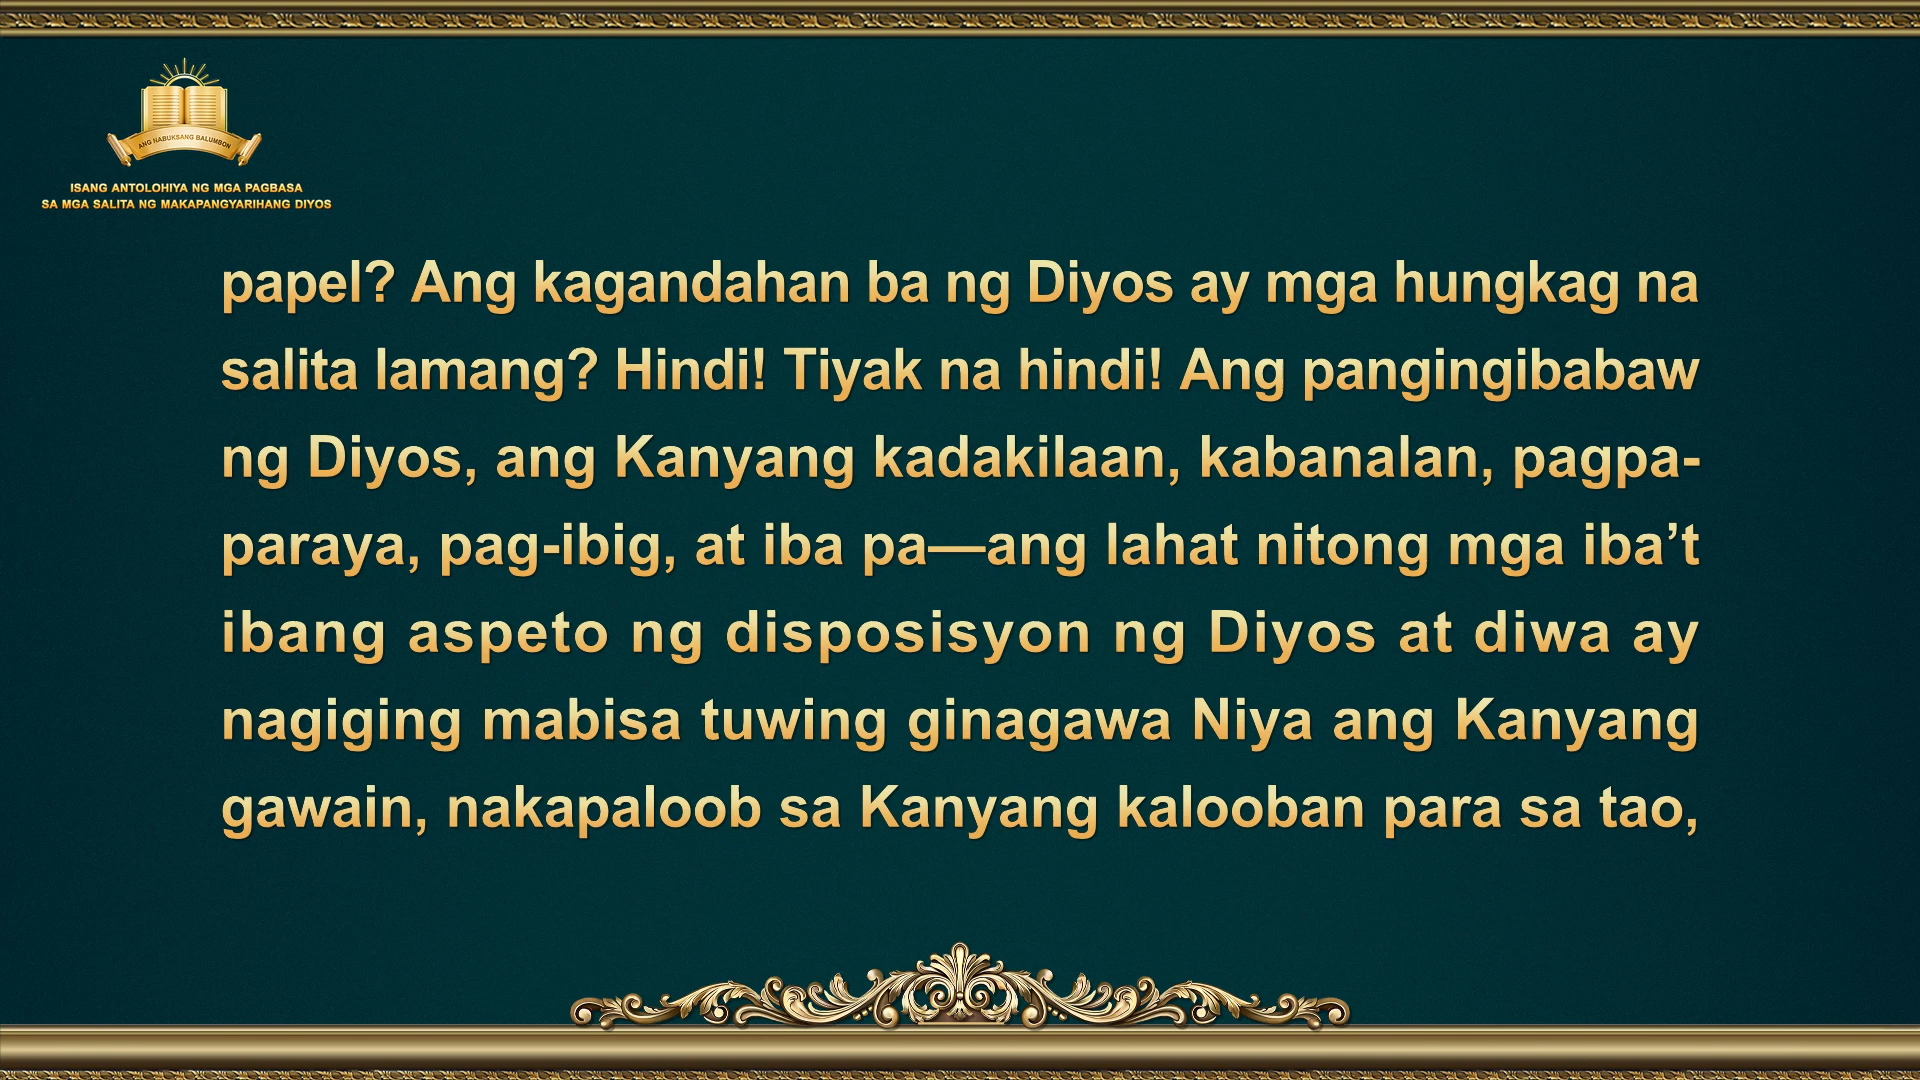 ANG NABUKSANG BALUMBON
ISANG ANTOLOHIYA NG MGA PAGBASA
SA MGA SALITA NG MAKAPANGYARIHANG DIYOS
papel? Ang kagandahan ba ng Diyos ay mga hungkag na
salita lamang? Hindi! Tiyak na hindi! Ang pangingibabaw
ng Diyos, ang Kanyang kadakilaan, kabanalan, pagpa-
paraya, pag-ibig, at iba pa—ang lahat nitong mga iba’t
ibang aspeto ng disposisyon ng Diyos at diwa ay
nagiging mabisa tuwing ginagawa Niya ang Kanyang
gawain, nakapaloob sa Kanyang kalooban para sa tao,